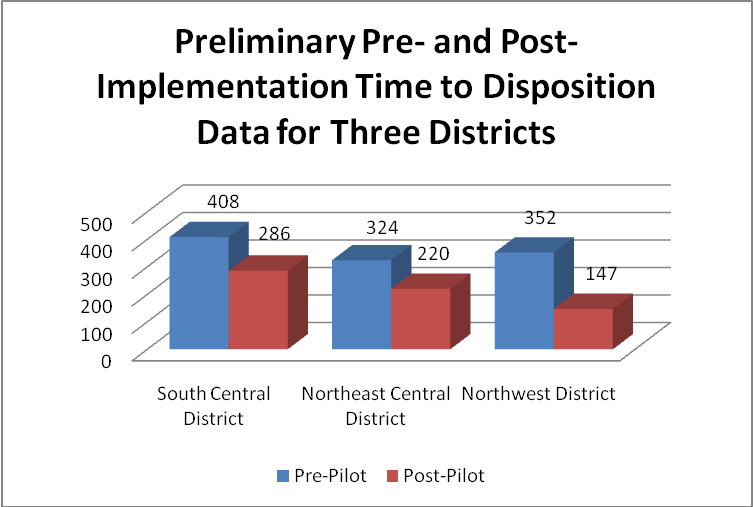 Preliminary Pre- and Post-
Implementation Time to Disposition
Data for Three Districts
500
400
300
200
100
0
408
286
324
220
352
147
South Central
District
Northeast Central
District
Northwest District
Pre-Pilot
Post-Pilot